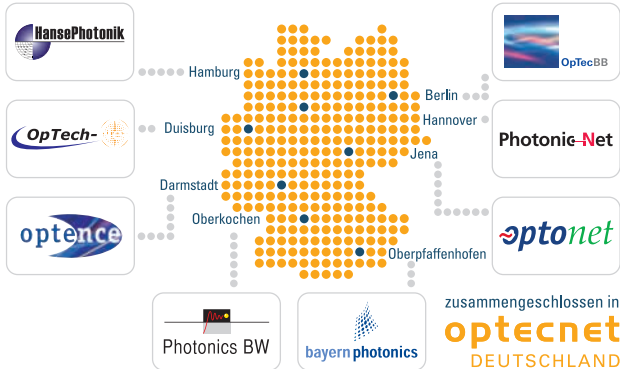 HansePhotonik
OpTecBB
Hamburg
Berlin
Hannover
OpTech-
Duisburg
Photonic Net
Jena
Darmstadt
optence
Oberkochen
optonet
Oberpfaffenhofen
Photonics BW
bayern photonics
zusammengeschlossen in
optecnet
DEUTSCHLAND